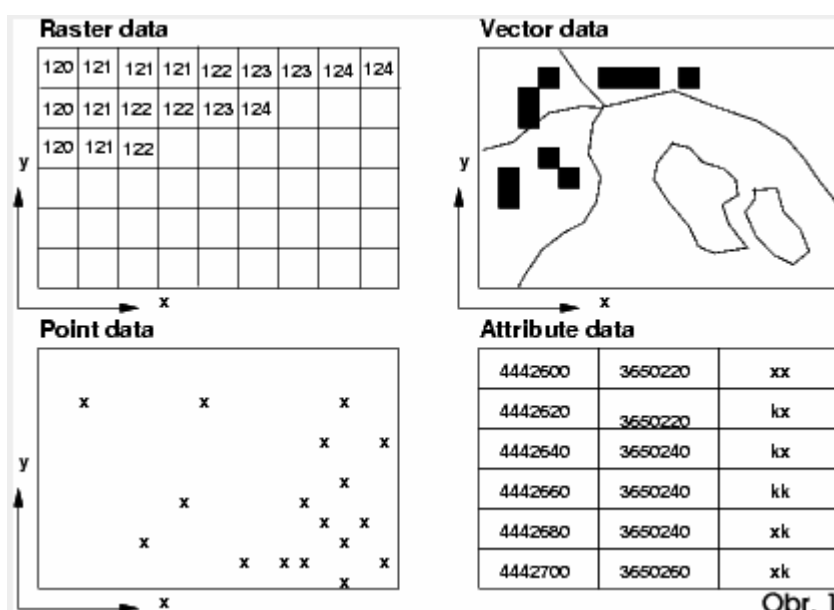 Raster data
120 121 121 121 122 123 123 124 124
120 121 122 122 123 124
120 121 122
y
x
Vector data
y
x
Point data
x x x
x x
x
x x
x x
x x
x x x x
x
y
x
Attribute data
4442600 3650220 xx
4442620 3650220 kx
4442640 3650240 kx
4442660 3650240 kk
4442680 3650240 xk
4442700 3650260 xk
Obr. 1